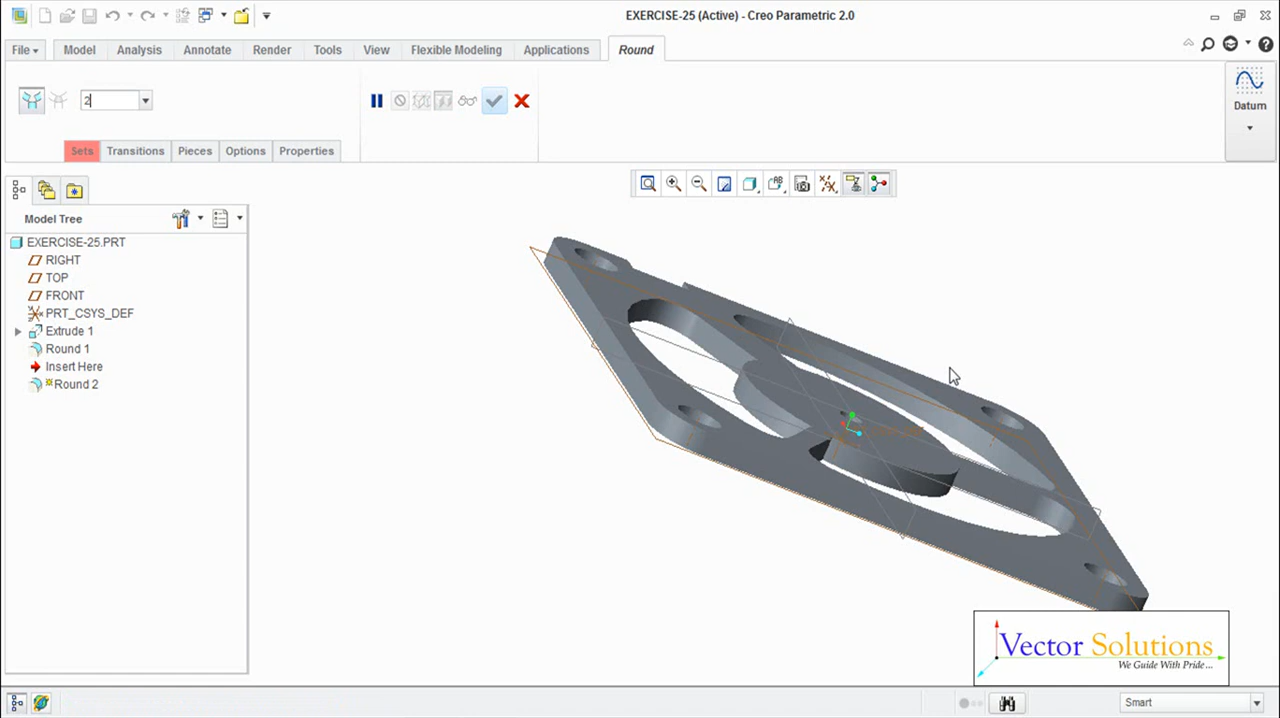 EXERCISE-25 (Active) - Creo Parametric 2.0
File Model Analysis Annotate Render Tools View Flexible Modeling Applications Round
2
Datum
Sets Transitions Pieces Options Properties
Model Tree
EXERCISE-25.PRT
RIGHT
TOP
FRONT
PRT_CSYS_DEF
Extrude 1
Round 1
Insert Here
Round 2
Vector Solutions
We Guide With Pride...
Smart